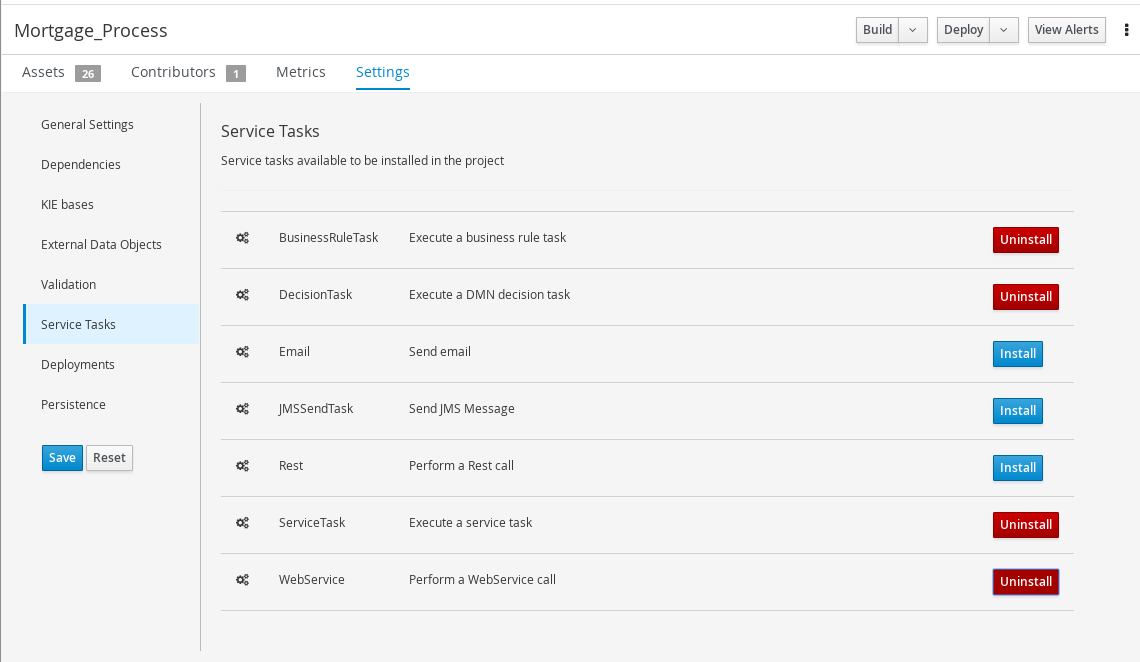 Mortgage_Process
Build
Deploy
View Alerts
Assets 26 Contributors 1 Metrics Settings
General Settings
Dependencies
KIE bases
External Data Objects
Validation
Service Tasks
Deployments
Persistence
Save Reset
Service Tasks
Service tasks available to be installed in the project
BusinessRuleTask Execute a business rule task Uninstall
DecisionTask Execute a DMN decision task Uninstall
Email Send email Install
JMSSendTask Send JMS Message Install
Rest Perform a Rest call Install
ServiceTask Execute a service task Uninstall
WebService Perform a WebService call Uninstall